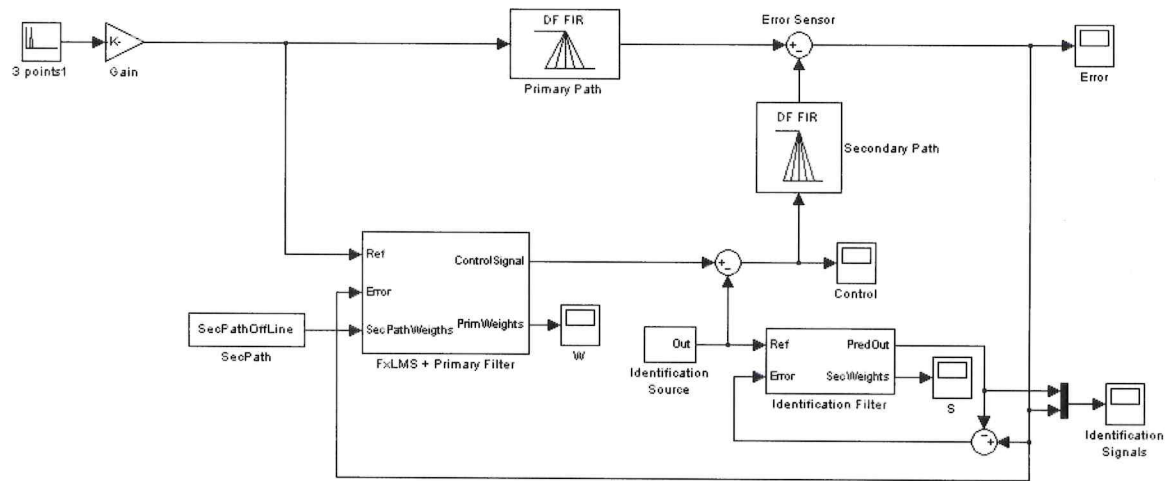 DF FIR
Error Sensor
K-
3 points1
Gain
Primary Path
Error
DF FIR
Secondary Path
Ref
ControlSignal
Error
Control
SecPathOffLine
SecPathWeigths
PrimWeights
SecPath
W
FxLMS + Primary Filter
Out
Ref
PredOut
Identification
Source
Error
SecWeights
Identification Filter
S
Identification
Signals